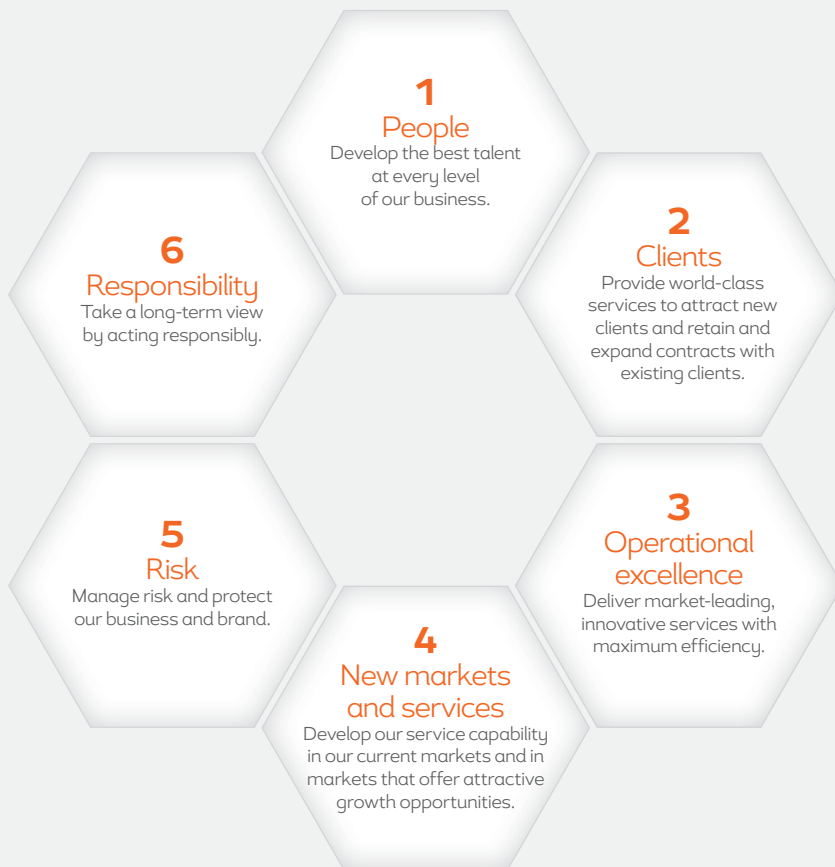 1
People
Develop the best talent
at every level
of our business.
2
Clients
Provide world-class
services to attract new
clients and retain and
expand contracts with
existing clients.
3
Operational
excellence
Deliver market-leading,
innovative services with
maximum efficiency.
4
New markets
and services
Develop our service capability
in our current markets and in
markets that offer attractive
growth opportunities.
5
Risk
Manage risk and protect
our business and brand.
6
Responsibility
Take a long-term view
by acting responsibly.